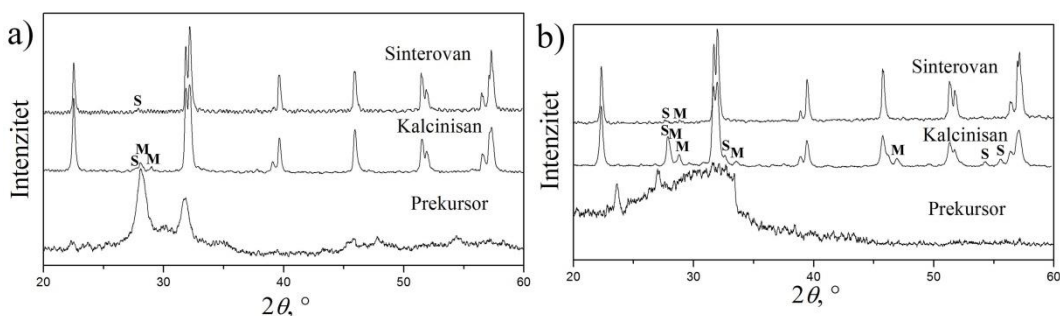 a)
Intenzitet
Sinterovan
S
Kalcinisan
M
S M
Prekursor
20 30 40 50 60
2θ, °
b)
Intenzitet
Sinterovan
S M
Kalcinisan
S M
M
S
M
M
S S
Prekursor
20 30 40 50 60
2θ, °